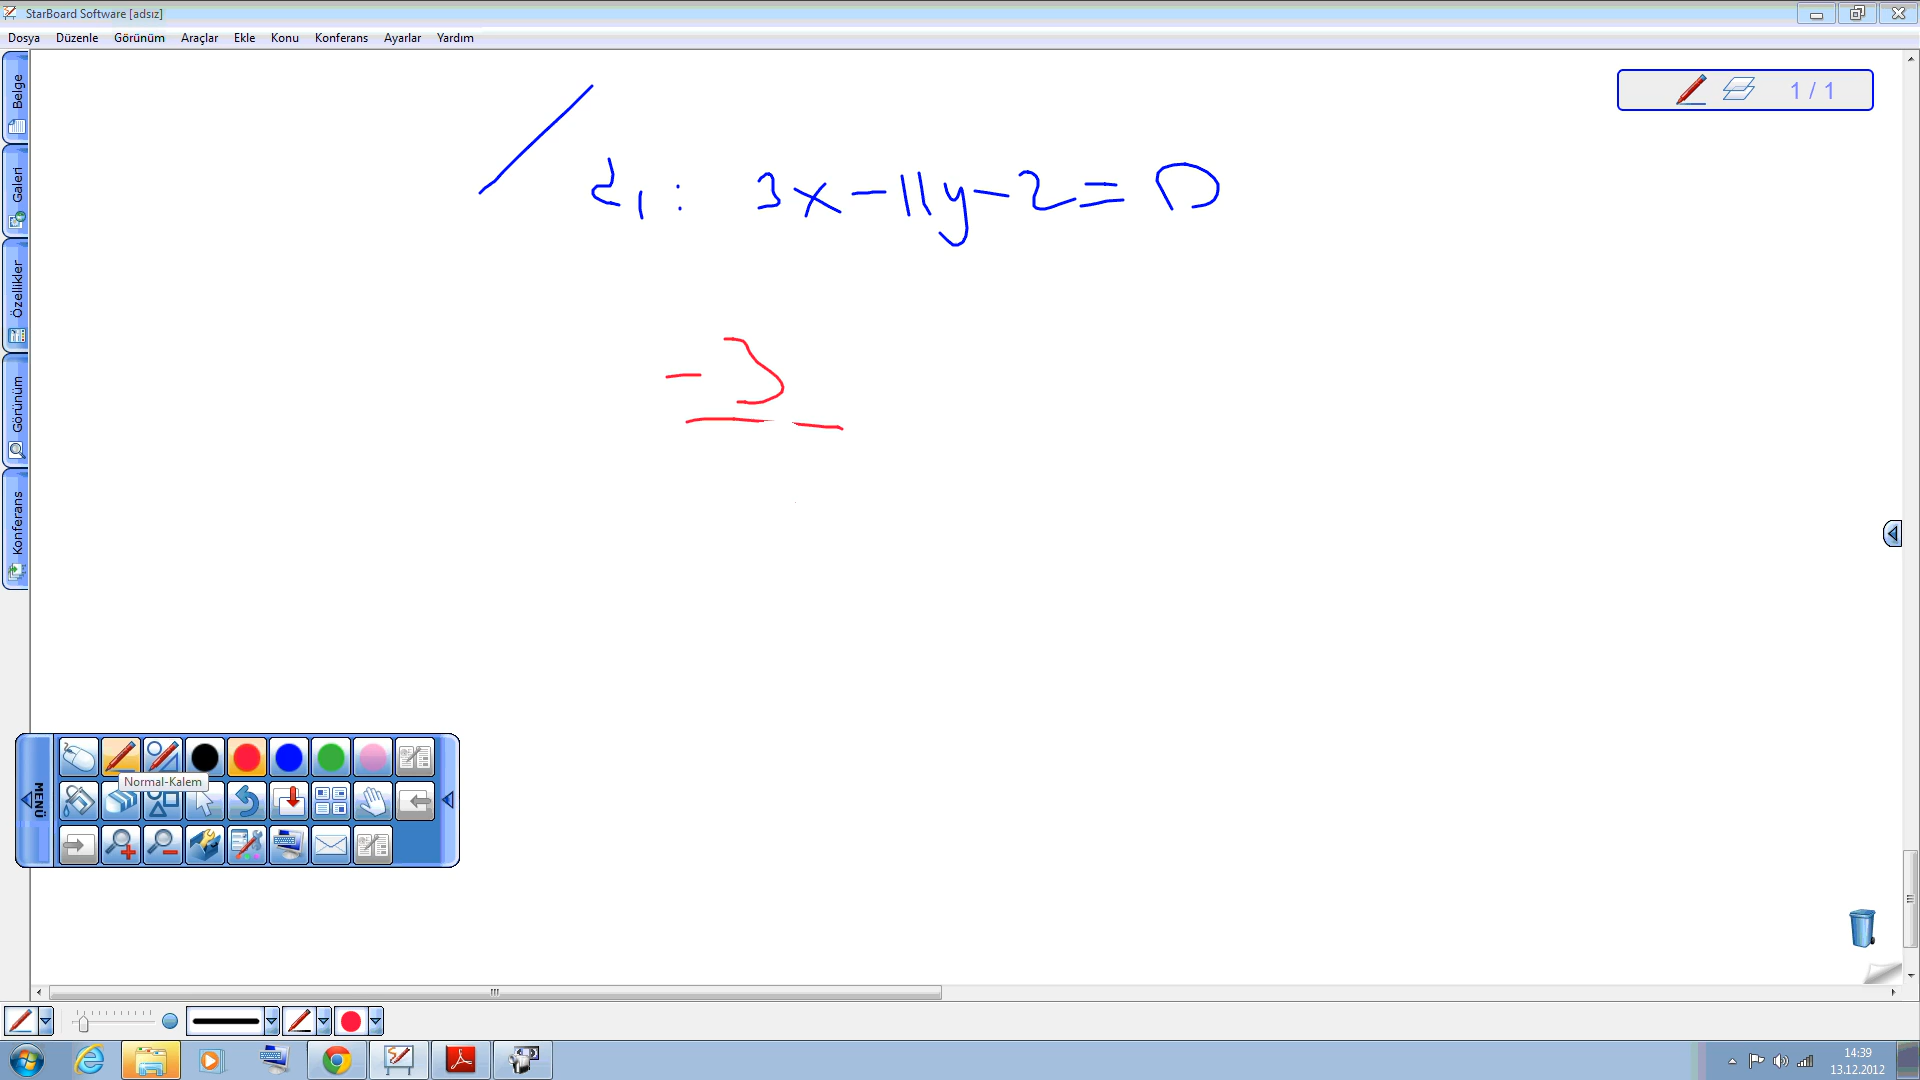 StarBoard Software [adsız]
Dosya Düzenle Görünüm Araçlar Ekle Konu Konferans Ayarlar Yardım
Belge
Galeri
Özellikler
Görünüm
Konferans
1 / 1
d1: 3x-11y-2=0
-3
MENÜ
Normal-Kalem
14:39
13.12.2012